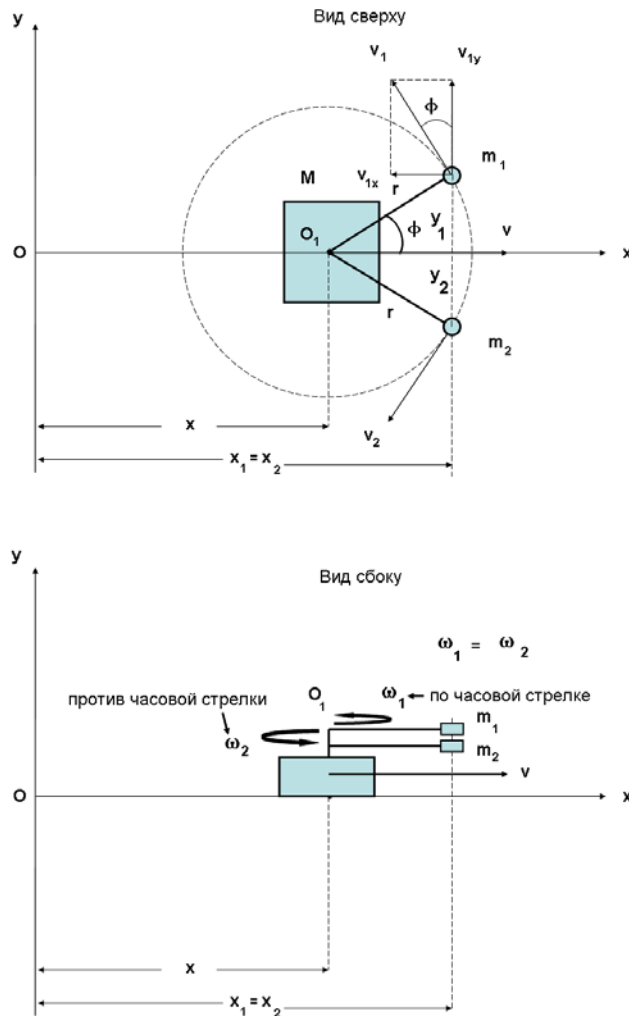 y
Вид сверху
v1 v1y
ϕ
m1
M v1x r
O1 ϕ y1 v
O x
y2
r
m2
v2
x
x1 = x2
y
Вид сбоку
ω1 = ω2
против часовой стрелки O1 ω1 по часовой стрелке
m1
ω2 m2
v
O x
x
x1 = x2